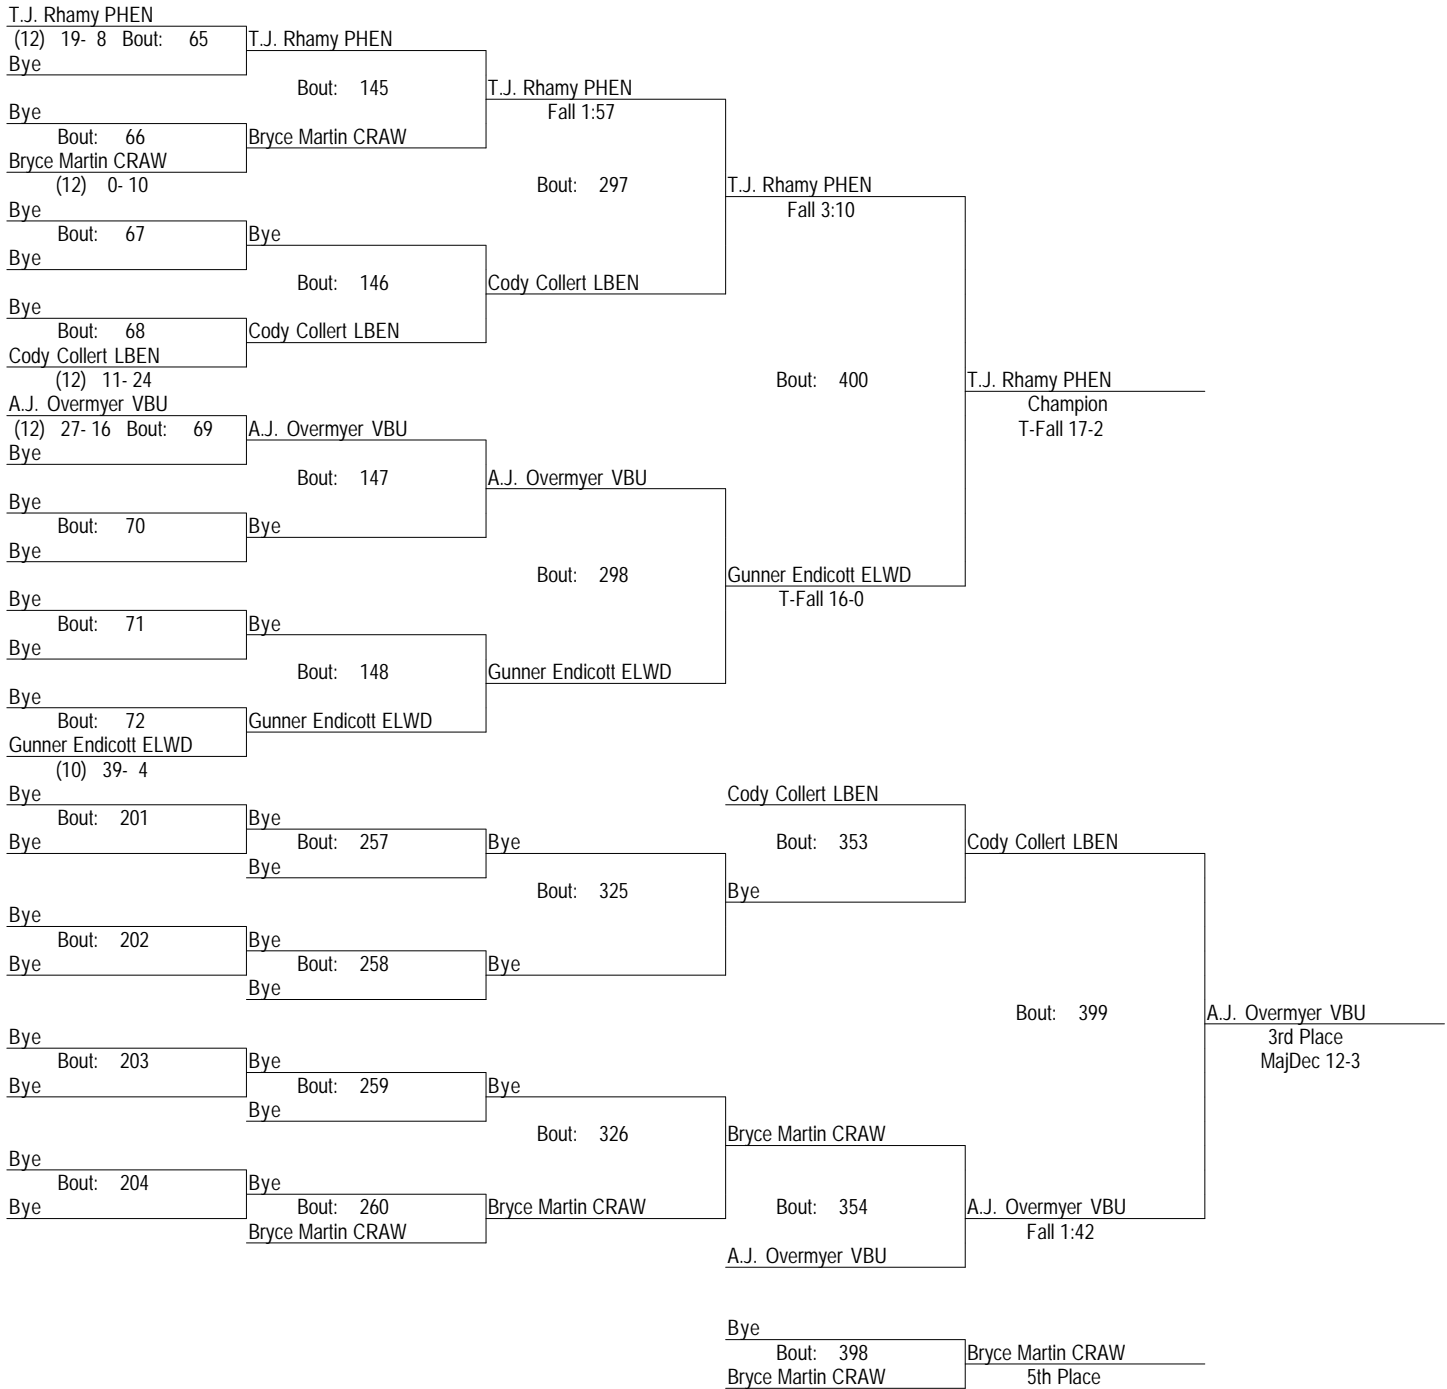 T.J. Rhamy PHEN
(12) 19- 8 Bout: 65
T.J. Rhamy PHEN
Bye
Bout: 145
T.J. Rhamy PHEN
Bye
Fall 1:57
Bout: 66
Bryce Martin CRAW
Bryce Martin CRAW
(12) 0- 10
Bout: 297
T.J. Rhamy PHEN
Bye
Fall 3:10
Bout: 67
Bye
Bye
Bout: 146
Cody Collert LBEN
Bye
Bout: 68
Cody Collert LBEN
Cody Collert LBEN
(12) 11- 24
Bout: 400
T.J. Rhamy PHEN
A.J. Overmyer VBU
Champion
(12) 27- 16 Bout: 69
A.J. Overmyer VBU
T-Fall 17-2
Bye
Bout: 147
A.J. Overmyer VBU
Bye
Bout: 70
Bye
Bye
Bout: 298
Gunner Endicott ELWD
Bye
T-Fall 16-0
Bout: 71
Bye
Bye
Bout: 148
Gunner Endicott ELWD
Bye
Bout: 72
Gunner Endicott ELWD
Gunner Endicott ELWD
(10) 39- 4
Bye
Cody Collert LBEN
Bout: 201
Bye
Bye
Bout: 257
Bye
Bout: 353
Cody Collert LBEN
Bye
Bout: 325
Bye
Bye
Bout: 202
Bye
Bye
Bout: 258
Bye
Bye
Bout: 399
A.J. Overmyer VBU
Bye
3rd Place
Bout: 203
Bye
MajDec 12-3
Bye
Bout: 259
Bye
Bye
Bout: 326
Bryce Martin CRAW
Bye
Bout: 204
Bye
Bye
Bout: 260
Bryce Martin CRAW
Bout: 354
A.J. Overmyer VBU
Bryce Martin CRAW
Fall 1:42
A.J. Overmyer VBU
Bye
Bout: 398
Bryce Martin CRAW
Bryce Martin CRAW
5th Place